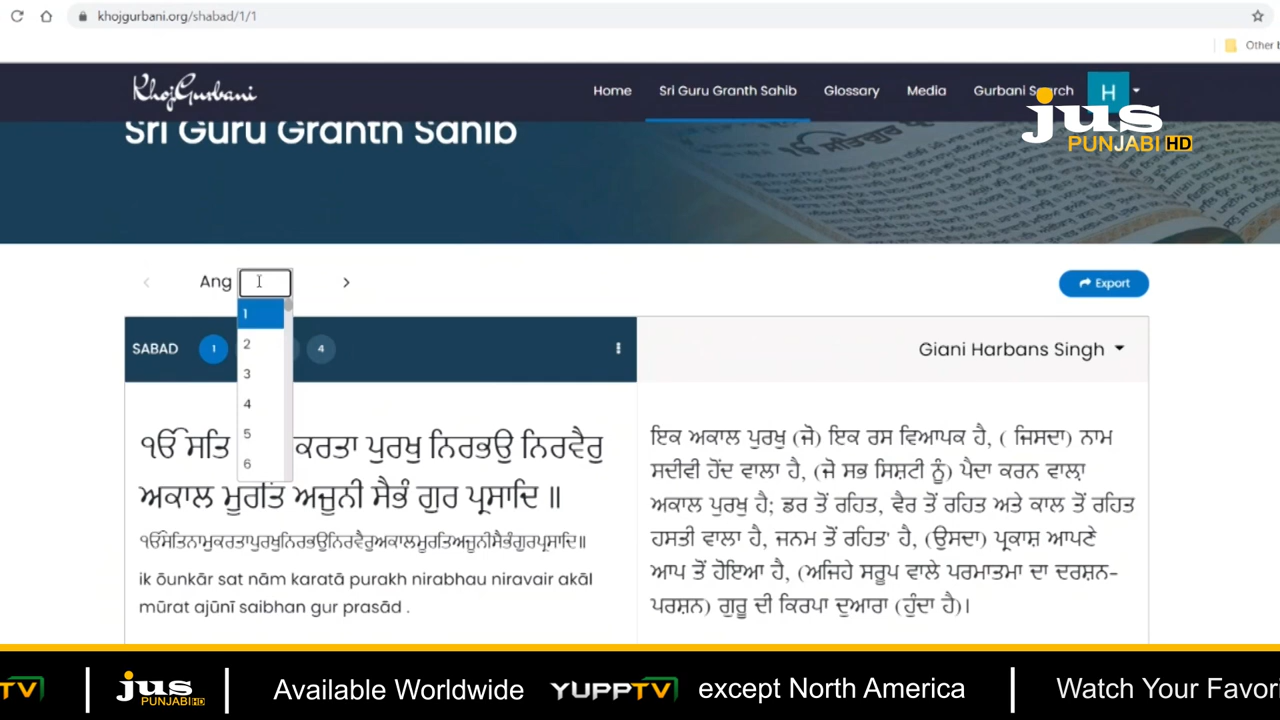 khojgurbani.org/shabad/1/1
Other
KhojGurbani
Home Sri Guru Granth Sahib Glossary Media Gurbani H
jus
PUNJABI HD
Sri Guru Granth Sahib
Ang
Export
1
2
3
4
5
6
SABAD 1 4
Giani Harbans Singh
ੴ ਸਤਿ ਕਰਤਾ ਪੁਰਖੁ ਨਿਰਭਉ ਨਿਰਵੈਰੁ
ਅਕਾਲ ਮੂਰਤਿ ਅਜੂਨੀ ਸੈਭੰ ਗੁਰ ਪ੍ਰਸਾਦਿ ॥
ੴਸਤਿਨਾਮੁਕਰਤਾਪੁਰਖੁਨਿਰਭਉਨਿਰਵੈਰੁਅਕਾਲਮੂਰਤਿਅਜੂਨੀਸੈਭੰਗੁਰਪ੍ਰਸਾਦਿ॥
ik ōunkār sat nām karatā purakh nirabhau niravair akāl
mūrat ajūnī saibhan gur prasād .
ਇਕ ਅਕਾਲ ਪੁਰਖੁ (ਜੋ) ਇਕ ਰਸ ਵਿਆਪਕ ਹੈ, ( ਜਿਸਦਾ) ਨਾਮ
ਸਦੀਵੀ ਹੋਂਦ ਵਾਲਾ ਹੈ, (ਜੋ ਸਭ ਸਿਸ਼ਟੀ ਨੂੰ) ਪੈਦਾ ਕਰਨ ਵਾਲਾ
ਅਕਾਲ ਪੁਰਖੁ ਹੈ; ਡਰ ਤੋਂ ਰਹਿਤ, ਵੈਰ ਤੋਂ ਰਹਿਤ ਅਤੇ ਕਾਲ ਤੋਂ ਰਹਿਤ
ਹਸਤੀ ਵਾਲਾ ਹੈ, ਜਨਮ ਤੋਂ ਰਹਿਤ' ਹੈ, (ਉਸਦਾ) ਪ੍ਰਕਾਸ਼ ਆਪਣੇ
ਆਪ ਤੋਂ ਹੋਇਆ ਹੈ, (ਅਜਿਹੇ ਸਰੂਪ ਵਾਲੇ ਪਰਮਾਤਮਾ ਦਾ ਦਰਸ਼ਨ-
ਪਰਸ਼ਨ) ਗੁਰੂ ਦੀ ਕਿਰਪਾ ਦੁਆਰਾ (ਹੁੰਦਾ ਹੈ)।
TV | jus PUNJABI HD | Available Worldwide YUPPTV except North America | Watch Your